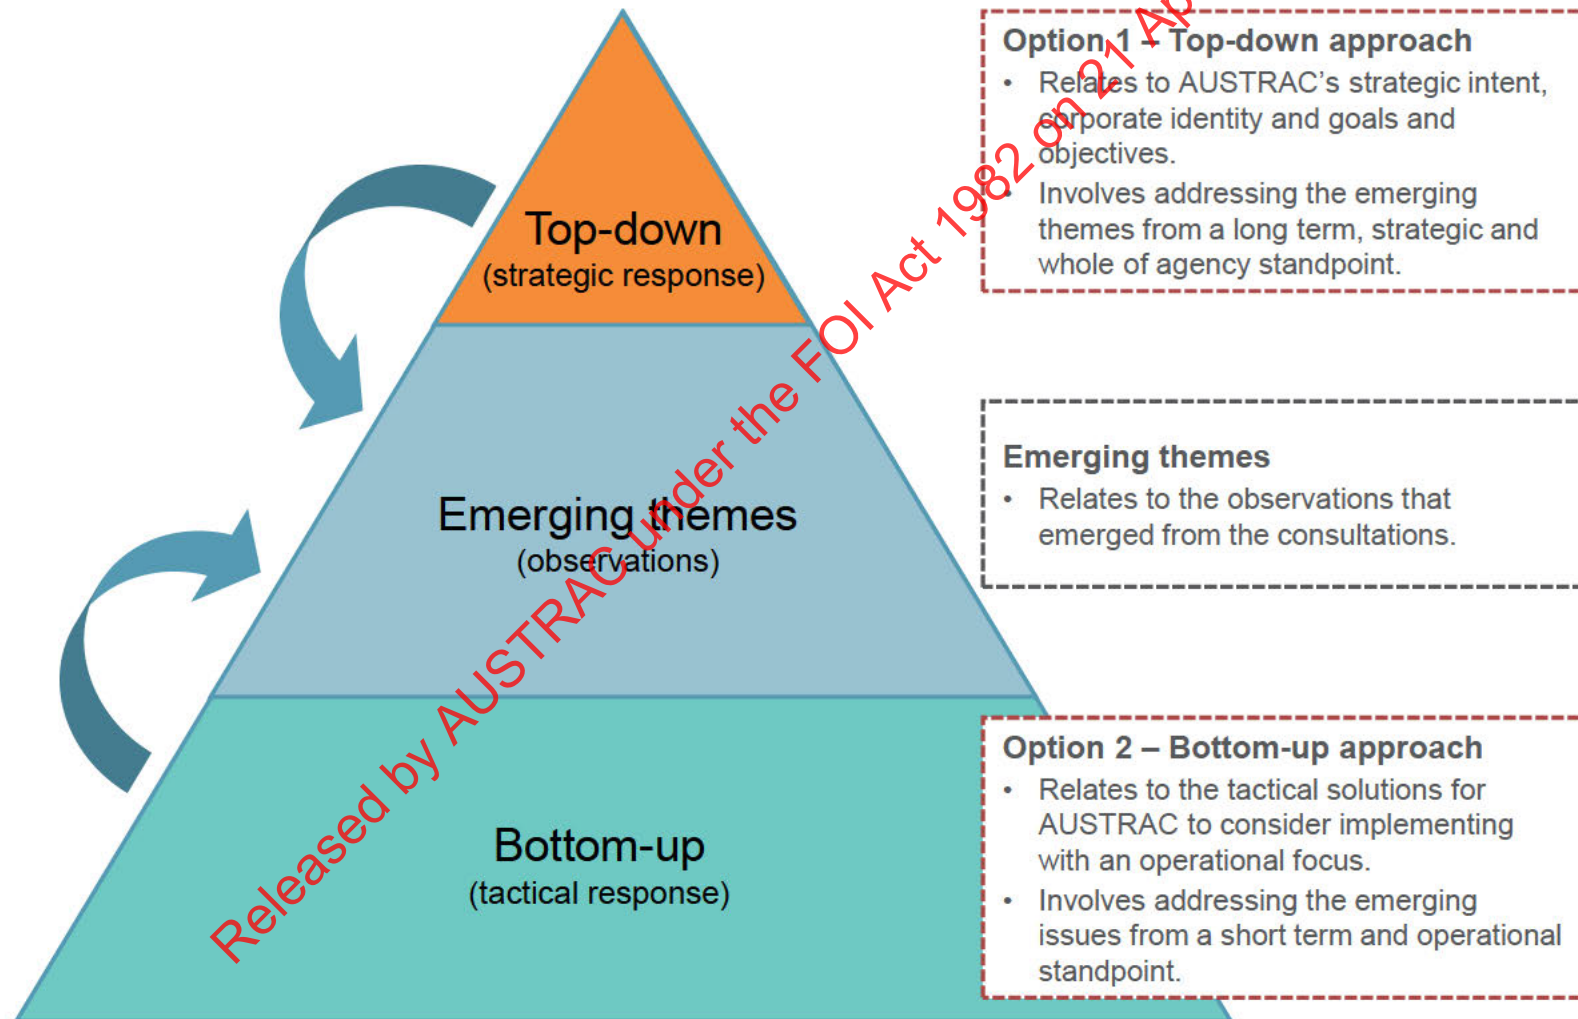 Top-down
(strategic response)
Emerging themes
(observations)
Bottom-up
(tactical response)
Option 1 – Top-down approach
• Relates to AUSTRAC's strategic intent,
corporate identity and goals and
objectives.
• Involves addressing the emerging
themes from a long term, strategic and
whole of agency standpoint.
Emerging themes
• Relates to the observations that
emerged from the consultations.
Option 2 – Bottom-up approach
• Relates to the tactical solutions for
AUSTRAC to consider implementing
with an operational focus.
• Involves addressing the emerging
issues from a short term and operational
standpoint.
Released by AUSTRAC under the FOI Act 1982 on 21